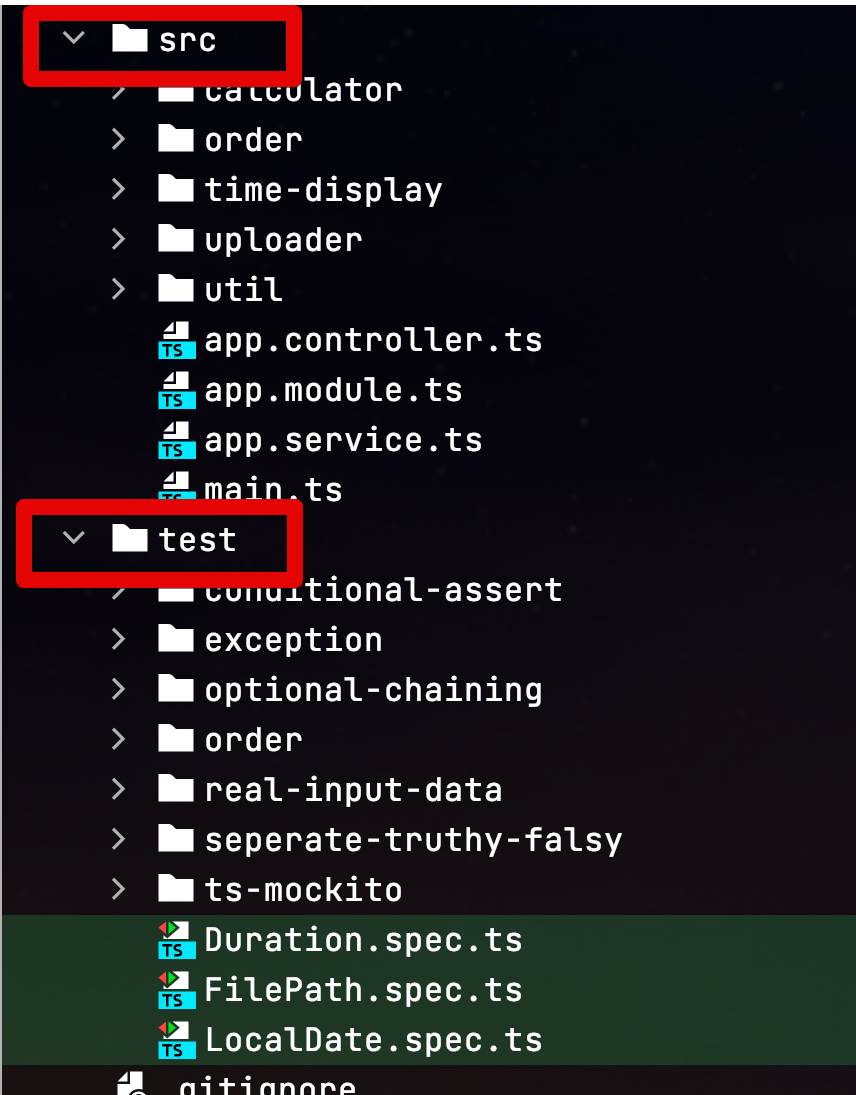 src
calculator
order
time-display
uploader
util
TS app.controller.ts
TS app.module.ts
TS app.service.ts
TS main.ts
test
conditional-assert
exception
optional-chaining
order
real-input-data
seperate-truthy-falsy
ts-mockito
TS Duration.spec.ts
TS FilePath.spec.ts
TS LocalDate.spec.ts
.gitignore